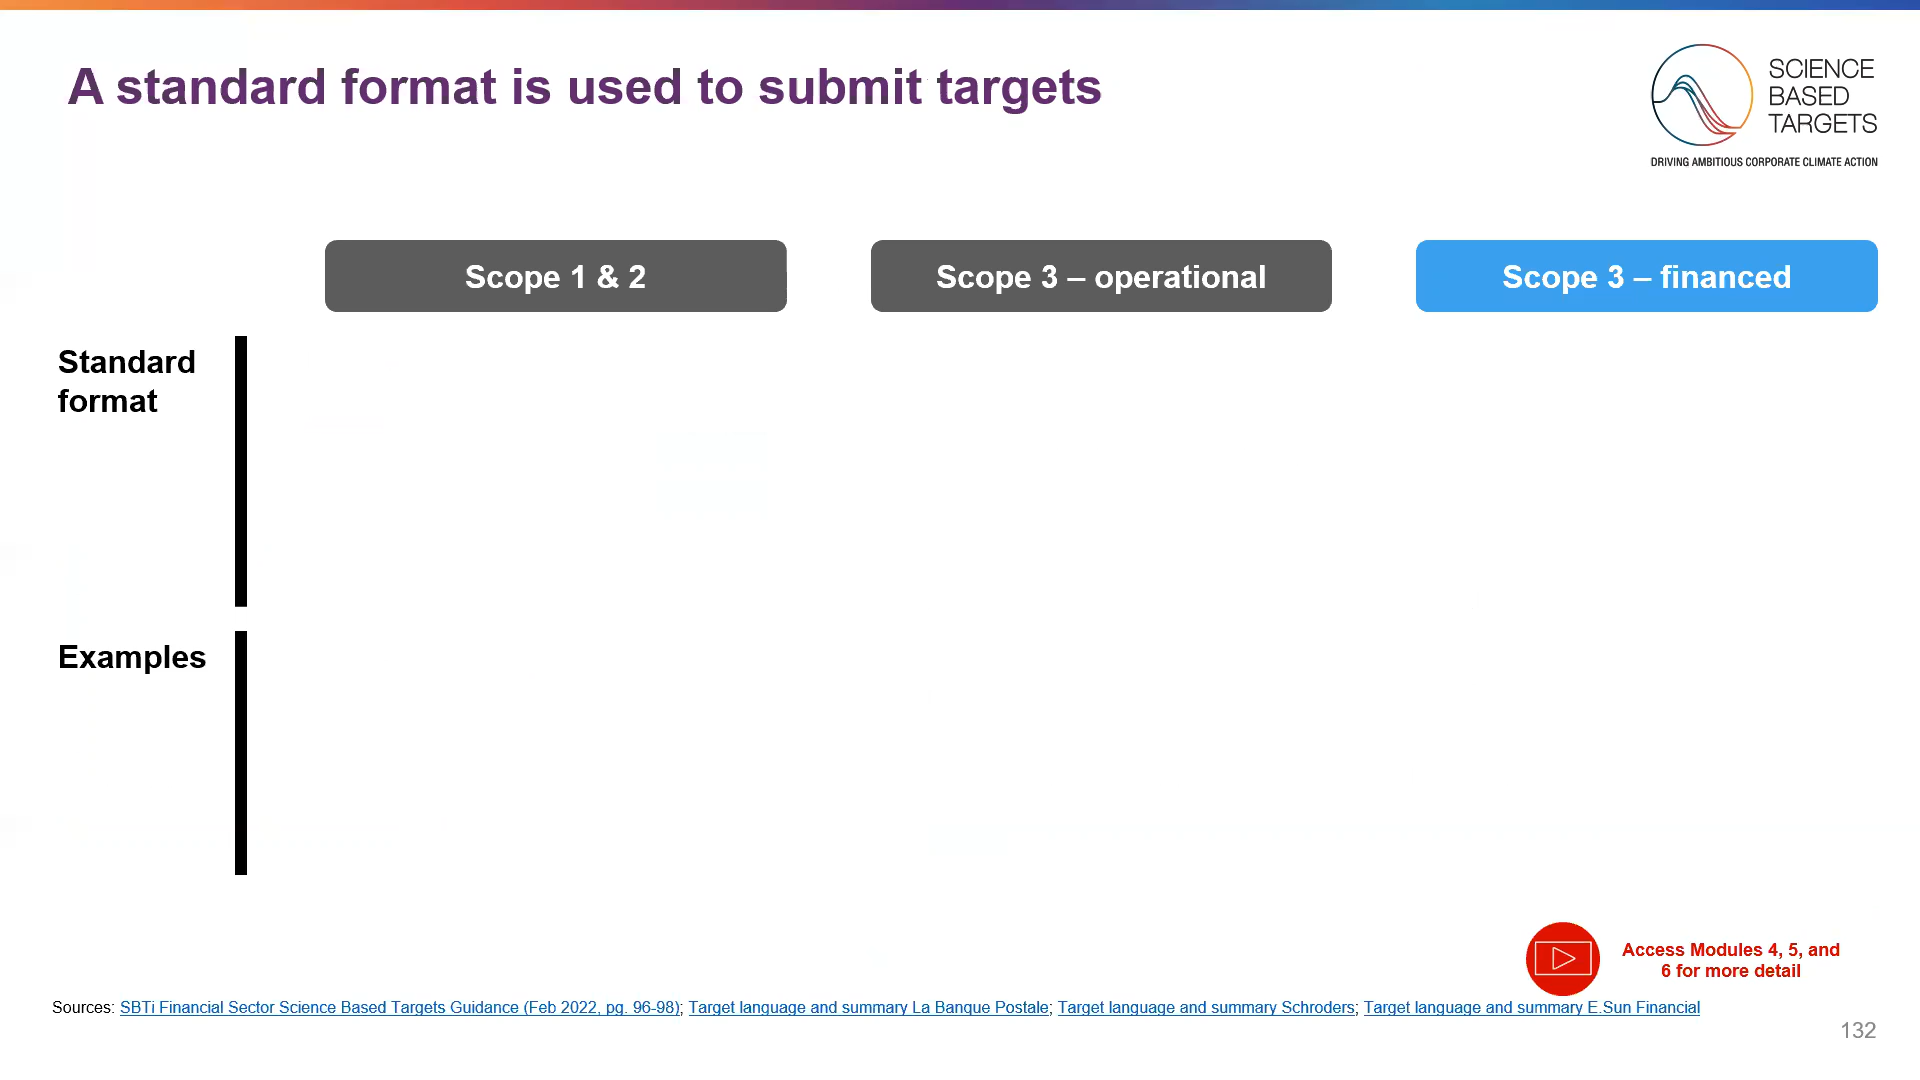 A standard format is used to submit targets
SCIENCE
BASED
TARGETS
DRIVING AMBITIOUS CORPORATE CLIMATE ACTION
Scope 1 & 2
Scope 3 – operational
Scope 3 – financed
Standard
format
Examples
Access Modules 4, 5, and
6 for more detail
Sources: SBTi Financial Sector Science Based Targets Guidance (Feb 2022, pg. 96-98); Target language and summary La Banque Postale; Target language and summary Schroders; Target language and summary E.Sun Financial
132